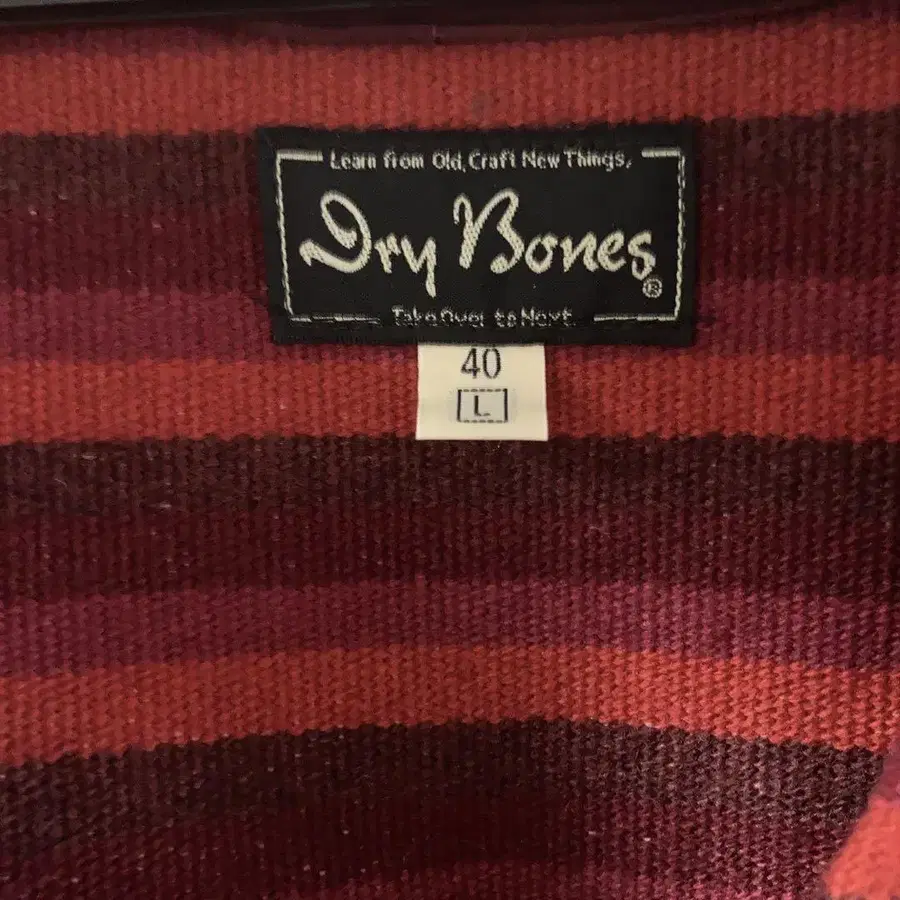 Learn from Old, Craft New Things,
Dry Bones®
Take Over to Next.
40
L